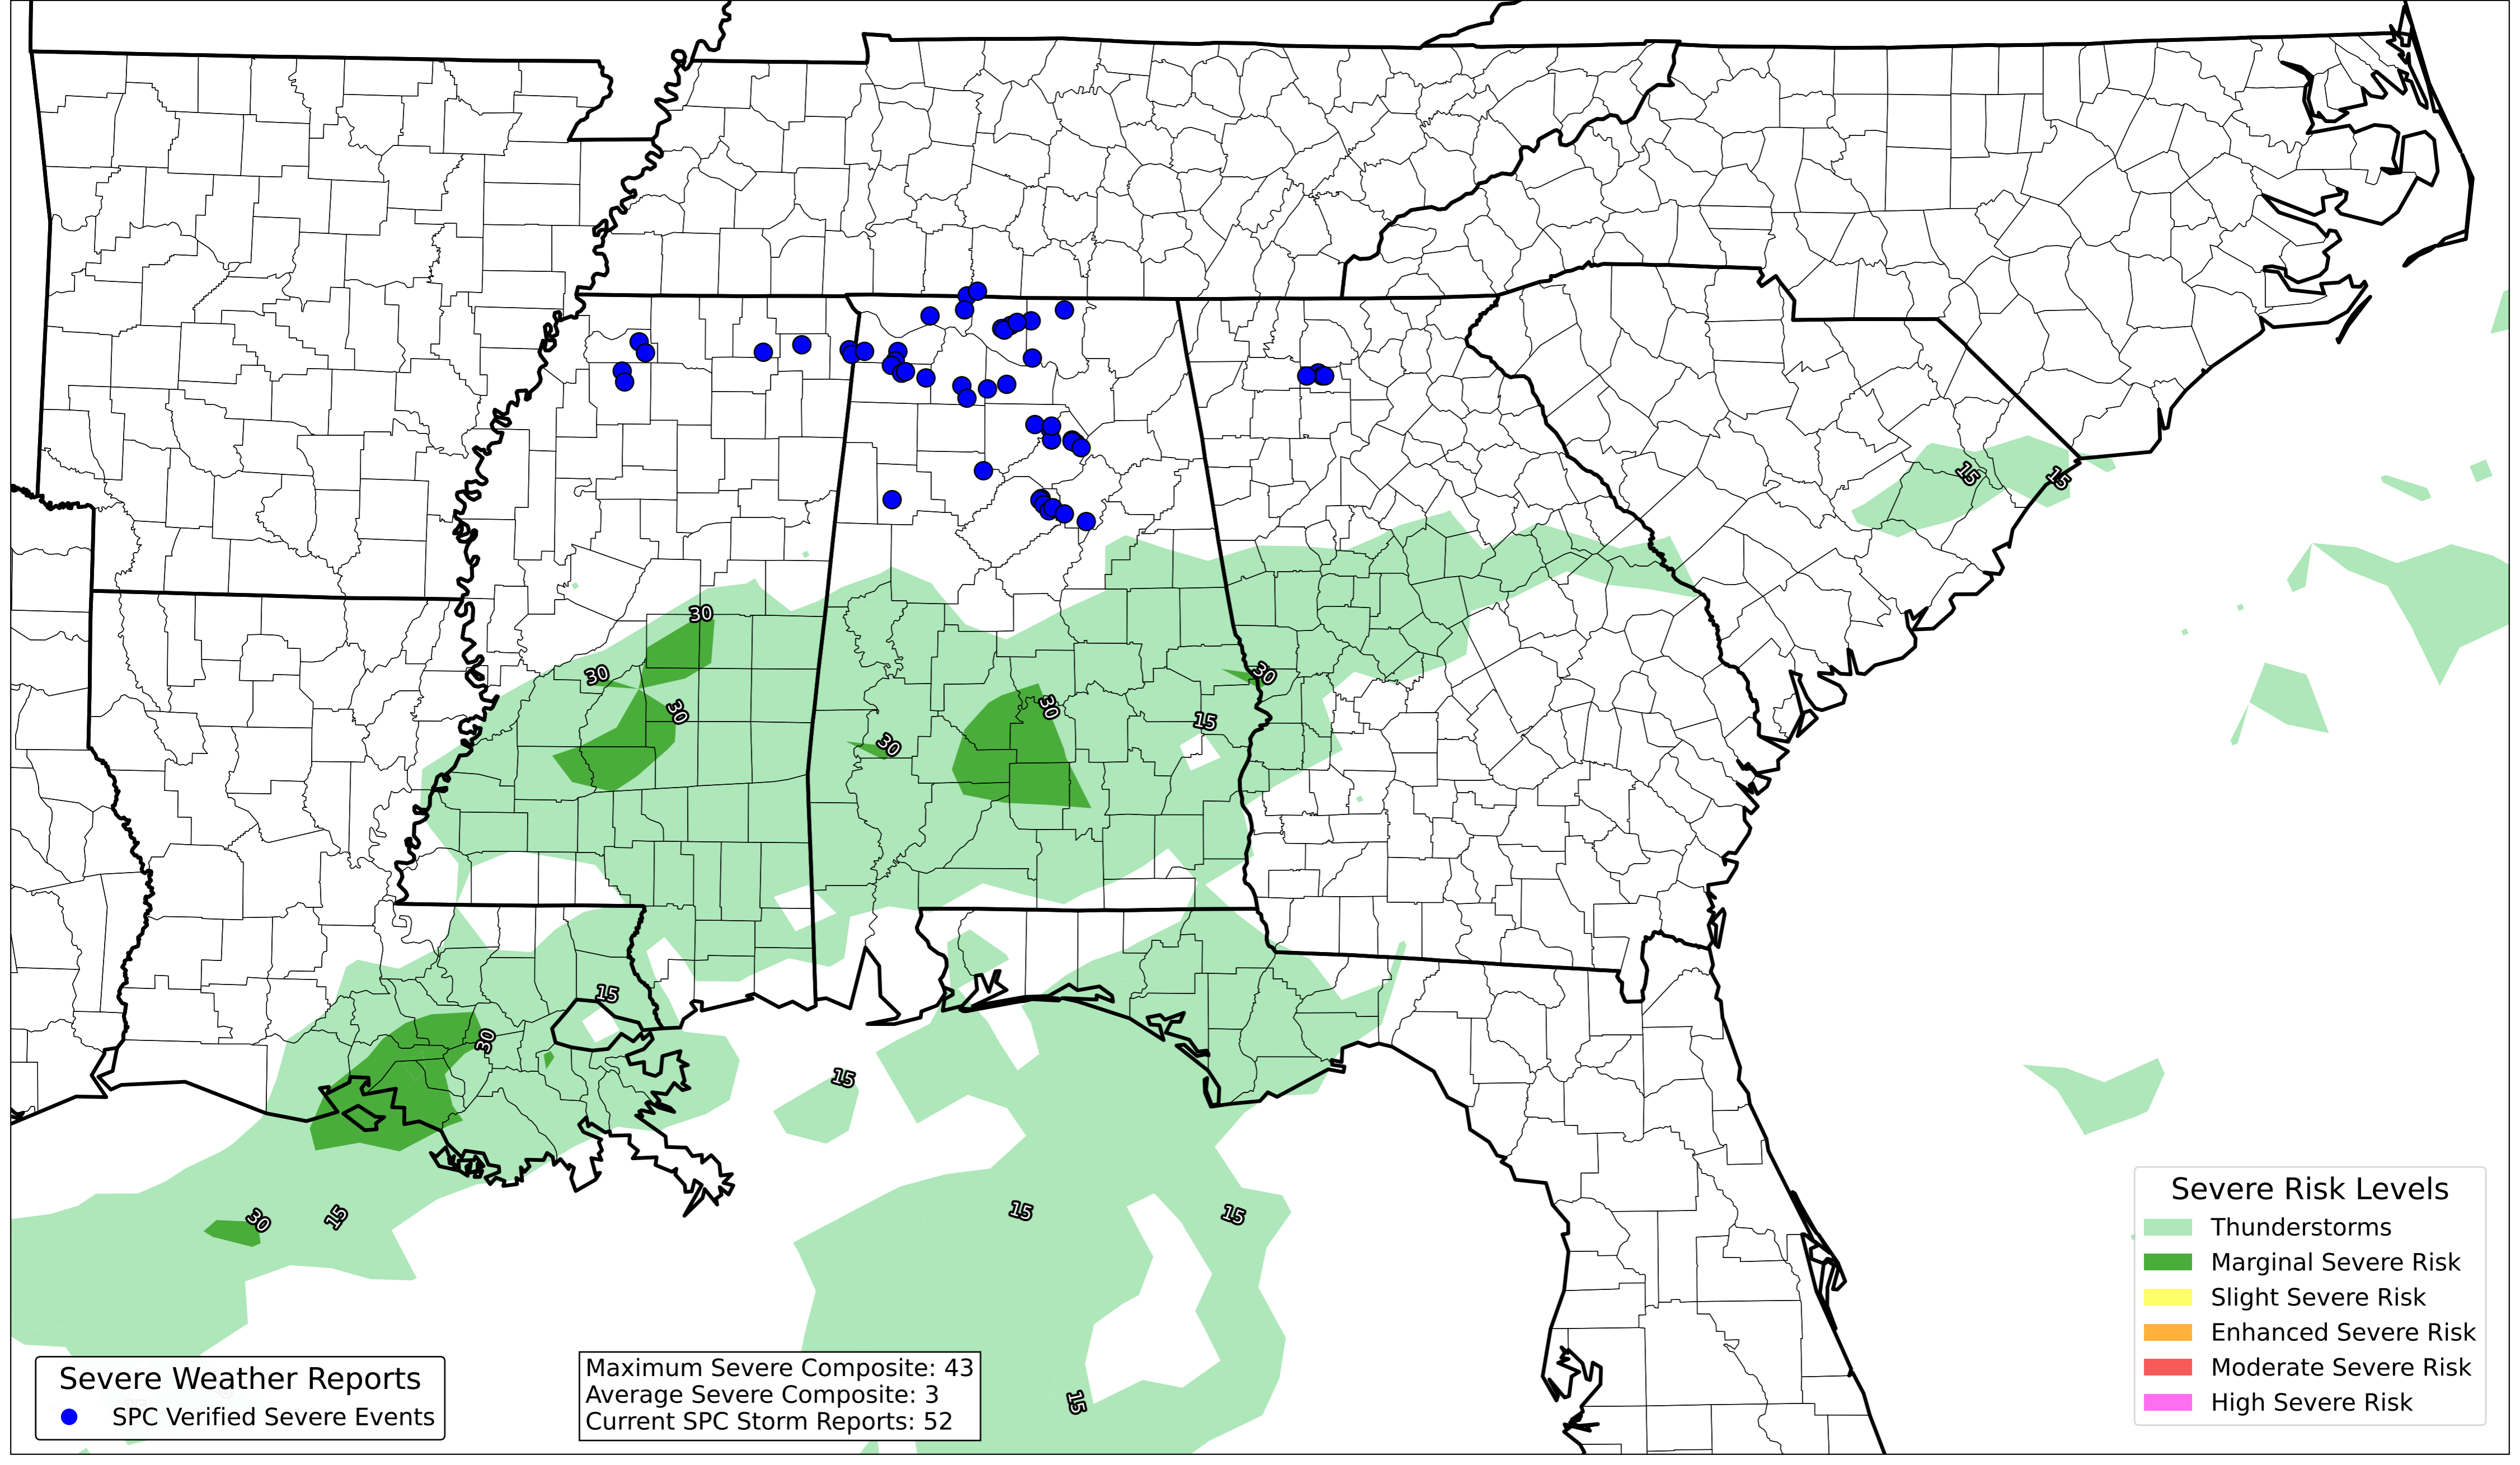 15
15
30
30
30
30
30
30
15
15
30
15
30
15
15
15
15
Severe Risk Levels
Thunderstorms
Marginal Severe Risk
Slight Severe Risk
Enhanced Severe Risk
Moderate Severe Risk
High Severe Risk
Severe Weather Reports
SPC Verified Severe Events
Maximum Severe Composite: 43
Average Severe Composite: 3
Current SPC Storm Reports: 52